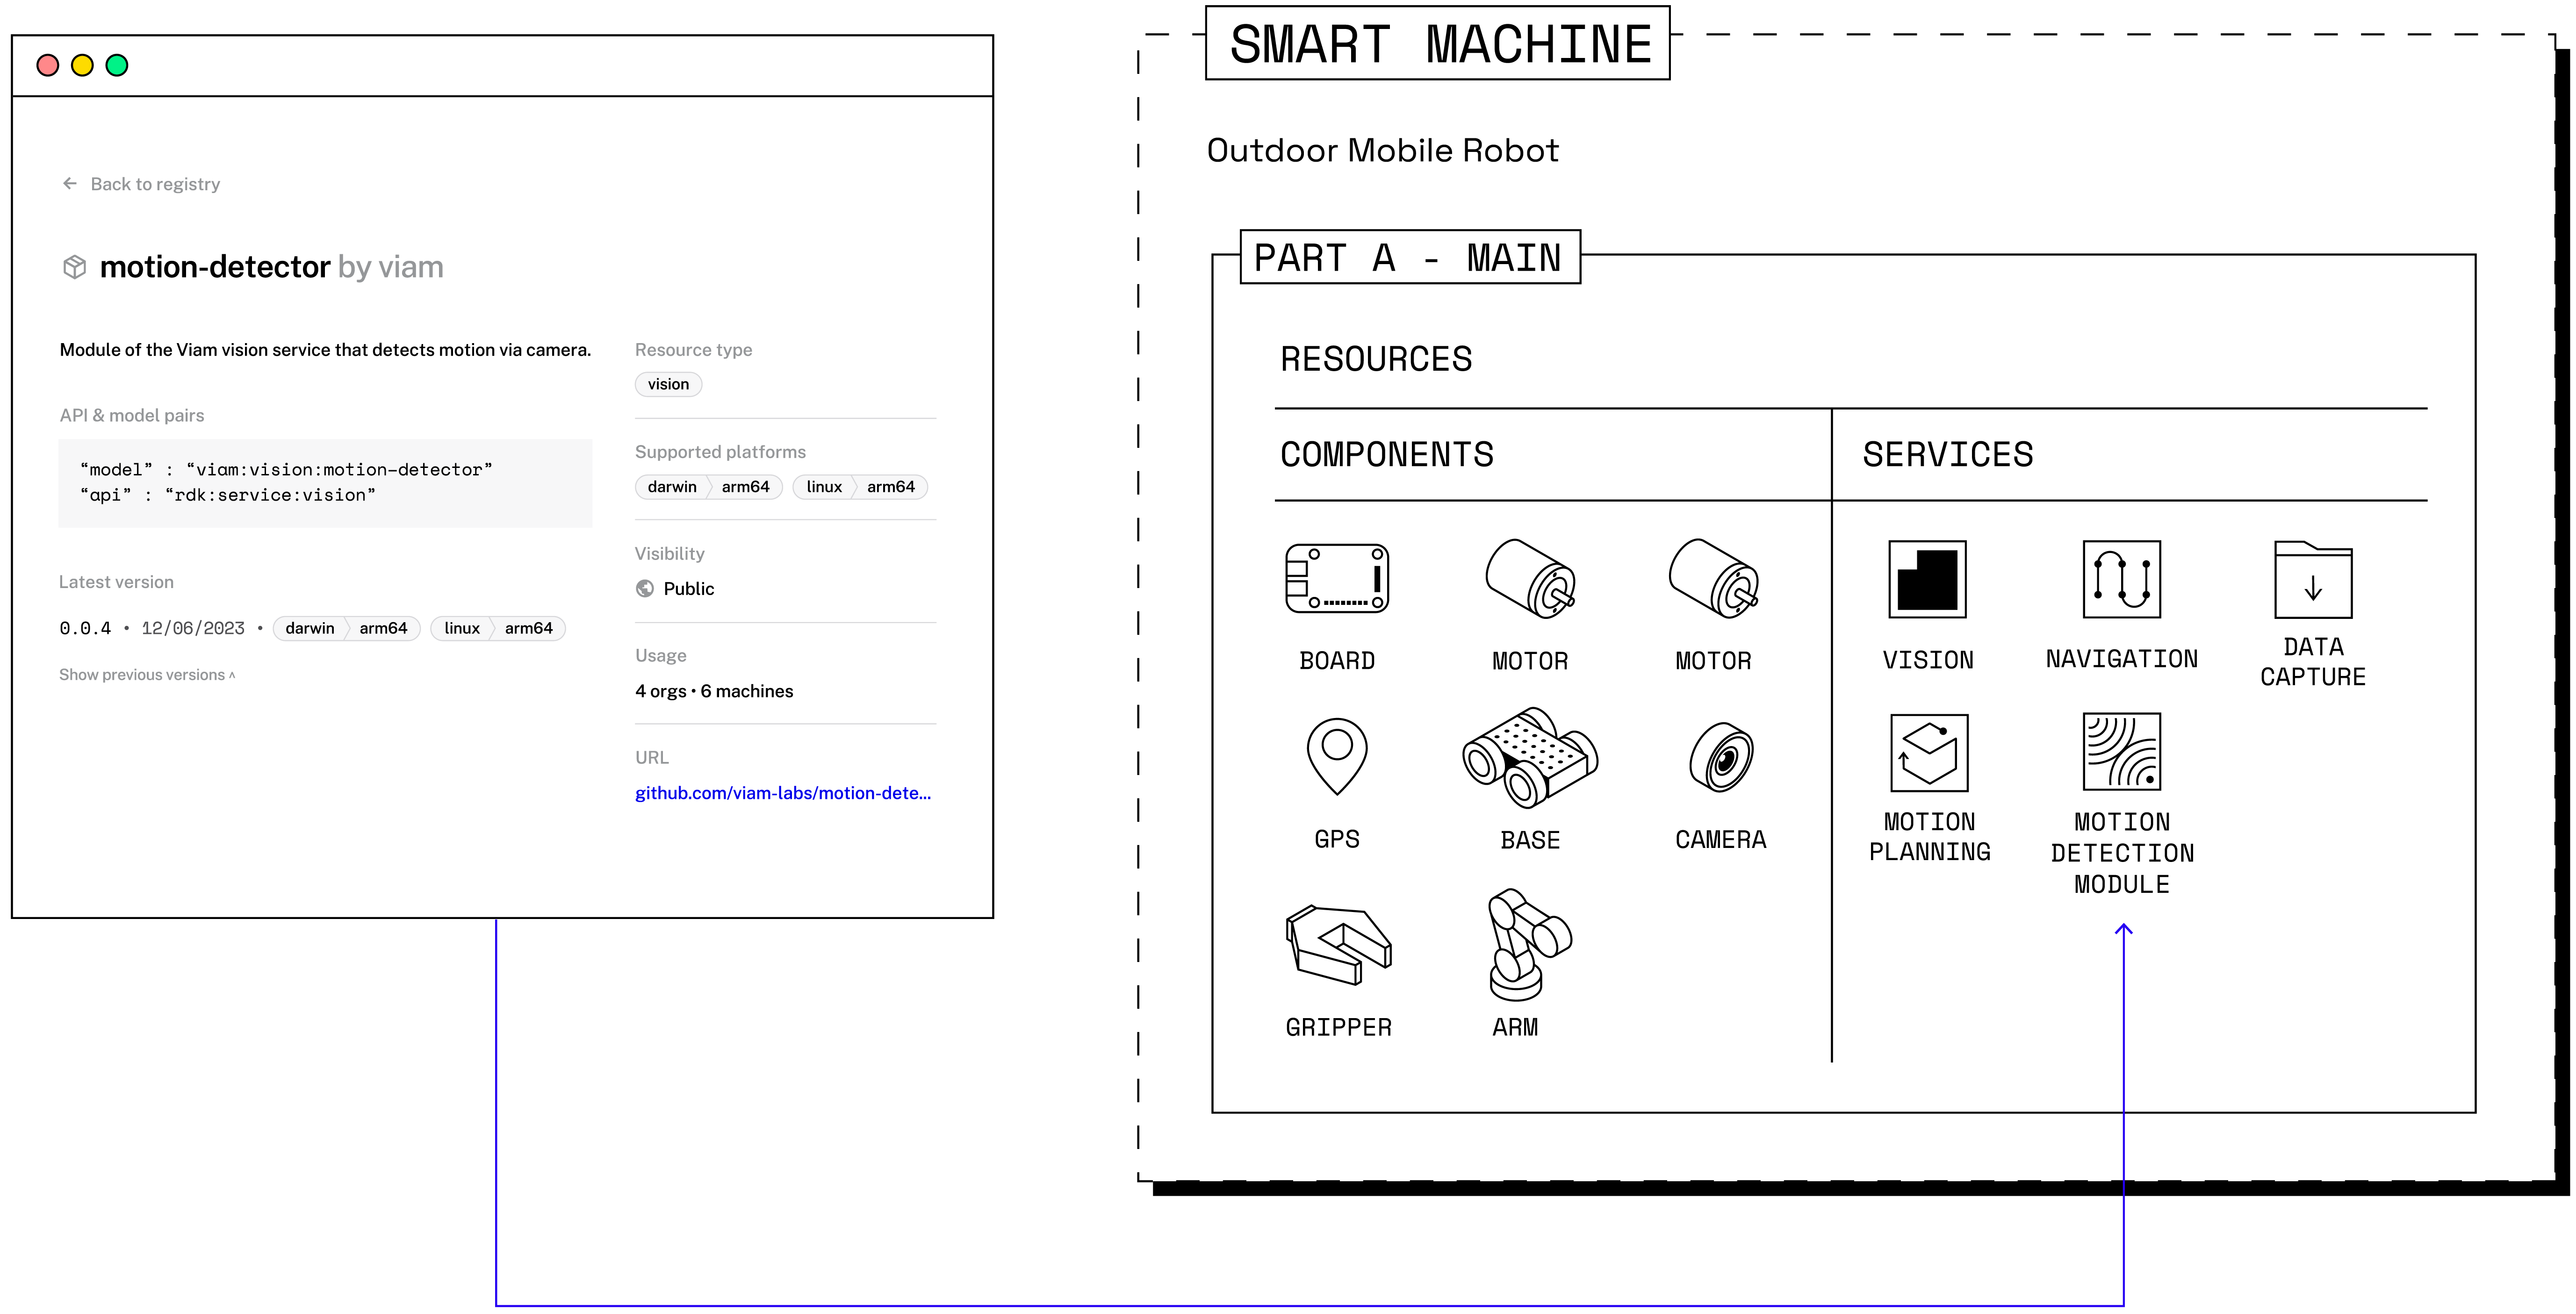 ← Back to registry
motion-detector by viam
Module of the Viam vision service that detects motion via camera.
API & model pairs
“model” : “viam:vision:motion-detector”
“api” : “rdk:service:vision”
Latest version
0.0.4 • 12/06/2023 • darwin arm64 linux arm64
Show previous versions ^
Resource type
vision
Supported platforms
darwin arm64 linux arm64
Visibility
Public
Usage
4 orgs • 6 machines
URL
github.com/viam-labs/motion-dete...
SMART MACHINE
Outdoor Mobile Robot
PART A - MAIN
RESOURCES
COMPONENTS
BOARD
MOTOR
MOTOR
GPS
BASE
CAMERA
GRIPPER
ARM
SERVICES
VISION
NAVIGATION
DATA
CAPTURE
MOTION
PLANNING
MOTION
DETECTION
MODULE